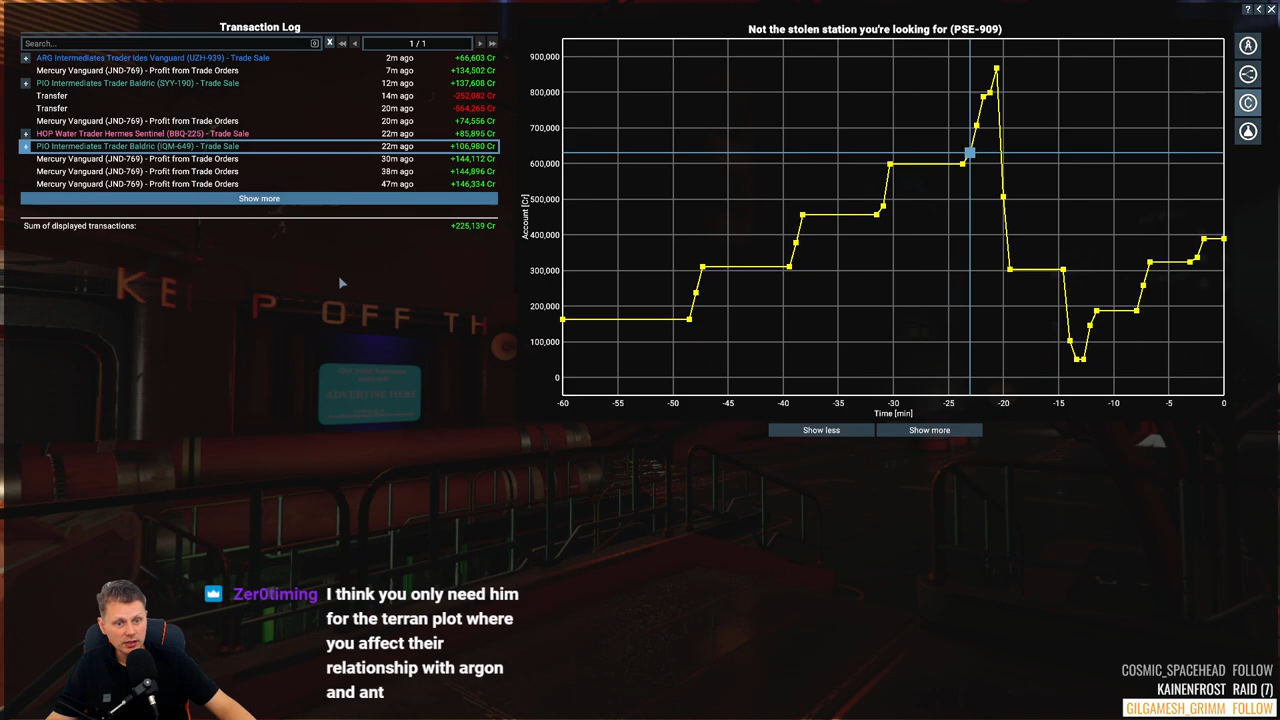 Transaction Log
Search...
1 / 1
ARG Intermediates Trader Ides Vanguard (UZH-939) - Trade Sale 2m ago +66,603 Cr
Mercury Vanguard (JND-769) - Profit from Trade Orders 7m ago +134,502 Cr
PIO Intermediates Trader Baldric (SYY-190) - Trade Sale 12m ago +137,608 Cr
Transfer 14m ago -252,082 Cr
Transfer 20m ago -564,265 Cr
Mercury Vanguard (JND-769) - Profit from Trade Orders 20m ago +74,556 Cr
HOP Water Trader Hermes Sentinel (BBQ-225) - Trade Sale 22m ago +85,895 Cr
PIO Intermediates Trader Baldric (IQM-649) - Trade Sale 22m ago +106,980 Cr
Mercury Vanguard (JND-769) - Profit from Trade Orders 30m ago +144,112 Cr
Mercury Vanguard (JND-769) - Profit from Trade Orders 38m ago +144,896 Cr
Mercury Vanguard (JND-769) - Profit from Trade Orders 47m ago +146,334 Cr
Show more
Sum of displayed transactions: +225,139 Cr
Not the stolen station you're looking for (PSE-909)
900,000
800,000
700,000
600,000
500,000
400,000
300,000
200,000
100,000
0
Account [Cr]
-60 -55 -50 -45 -40 -35 -30 -25 -20 -15 -10 -5 0
Time [min]
Show less Show more
OFF TH
ADVERTISE HERE
Zer0timing I think you only need him
for the terran plot where
you affect their
relationship with argon
and ant
COSMIC_SPACEHEAD FOLLOW
KAINENFROST RAID (7)
GILGAMESH_GRIMM FOLLOW